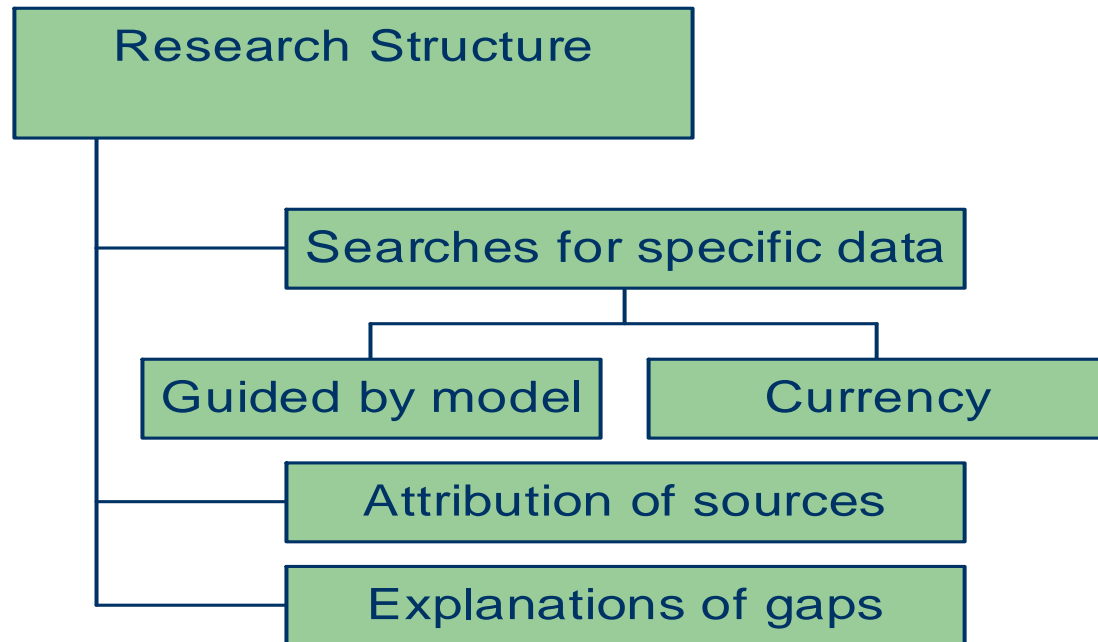 Research Structure
Searches for specific data
Guided by model
Currency
Attribution of sources
Explanations of gaps